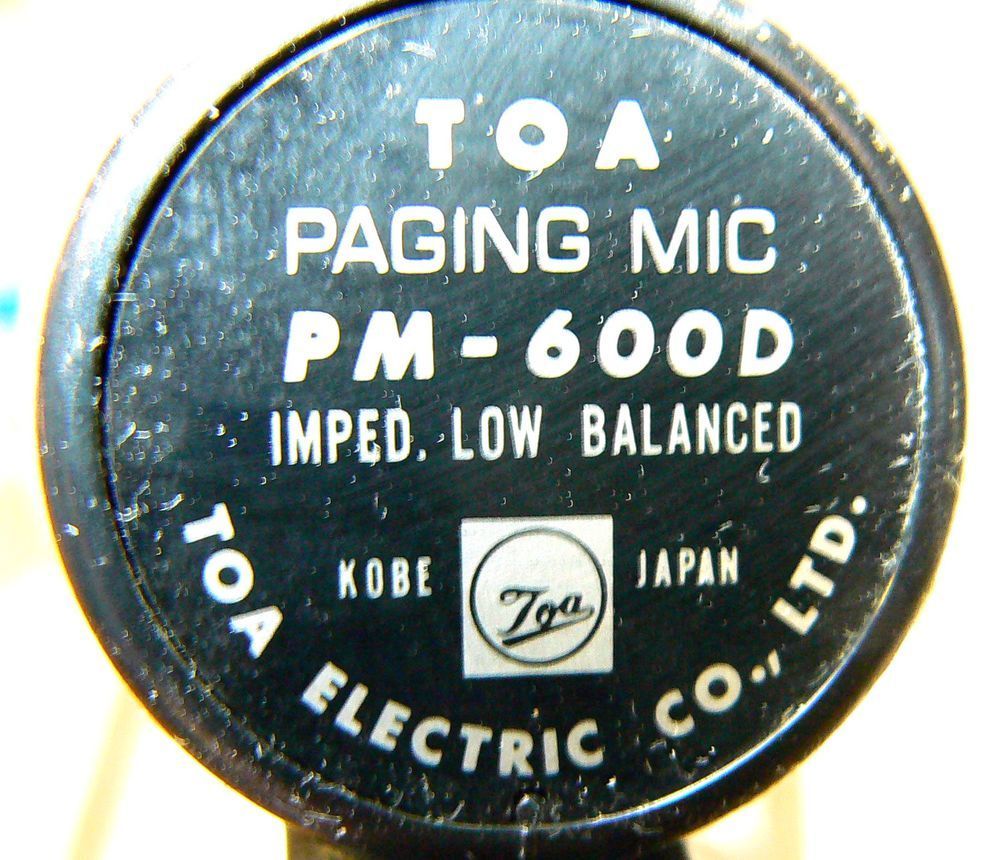 TOA
PAGING MIC
PM-600D
IMPED. LOW BALANCED
KOBE Toa JAPAN
TOA ELECTRIC CO., LTD.